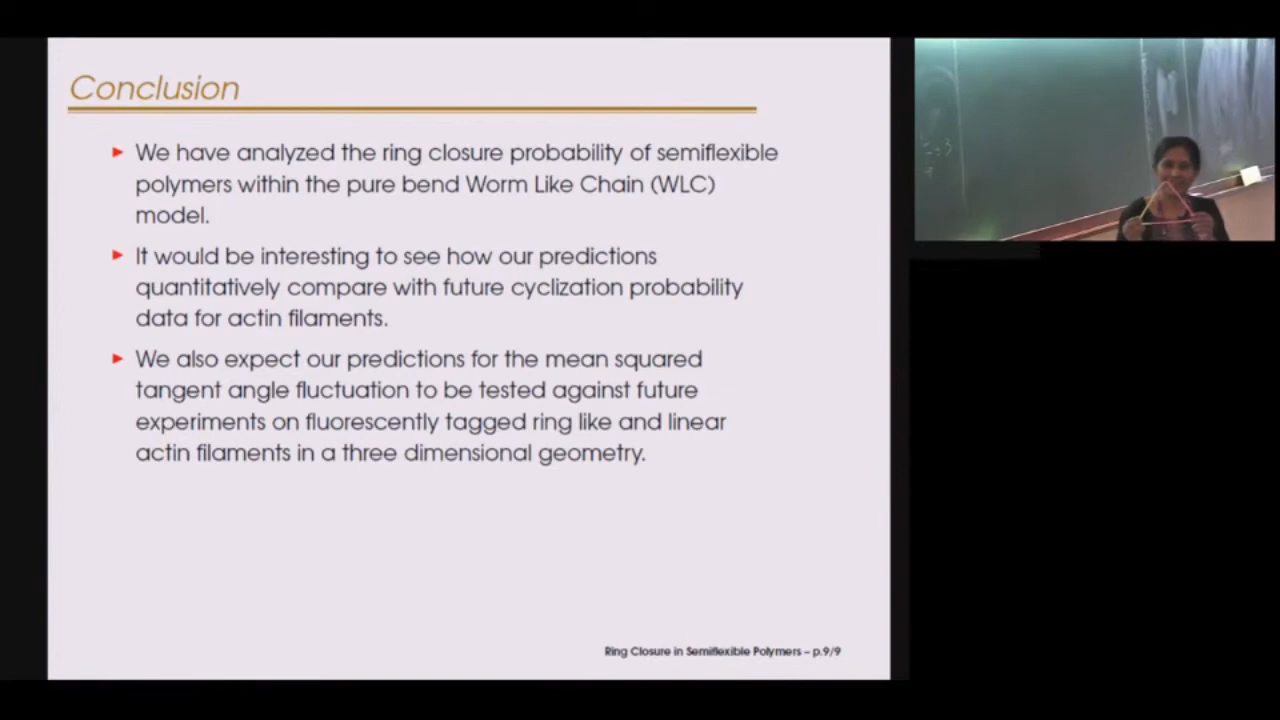 Conclusion
We have analyzed the ring closure probability of semiflexible
polymers within the pure bend Worm Like Chain (WLC)
model.
It would be interesting to see how our predictions
quantitatively compare with future cyclization probability
data for actin filaments.
We also expect our predictions for the mean squared
tangent angle fluctuation to be tested against future
experiments on fluorescently tagged ring like and linear
actin filaments in a three dimensional geometry.
Ring Closure in Semiflexible Polymers – p.9/9